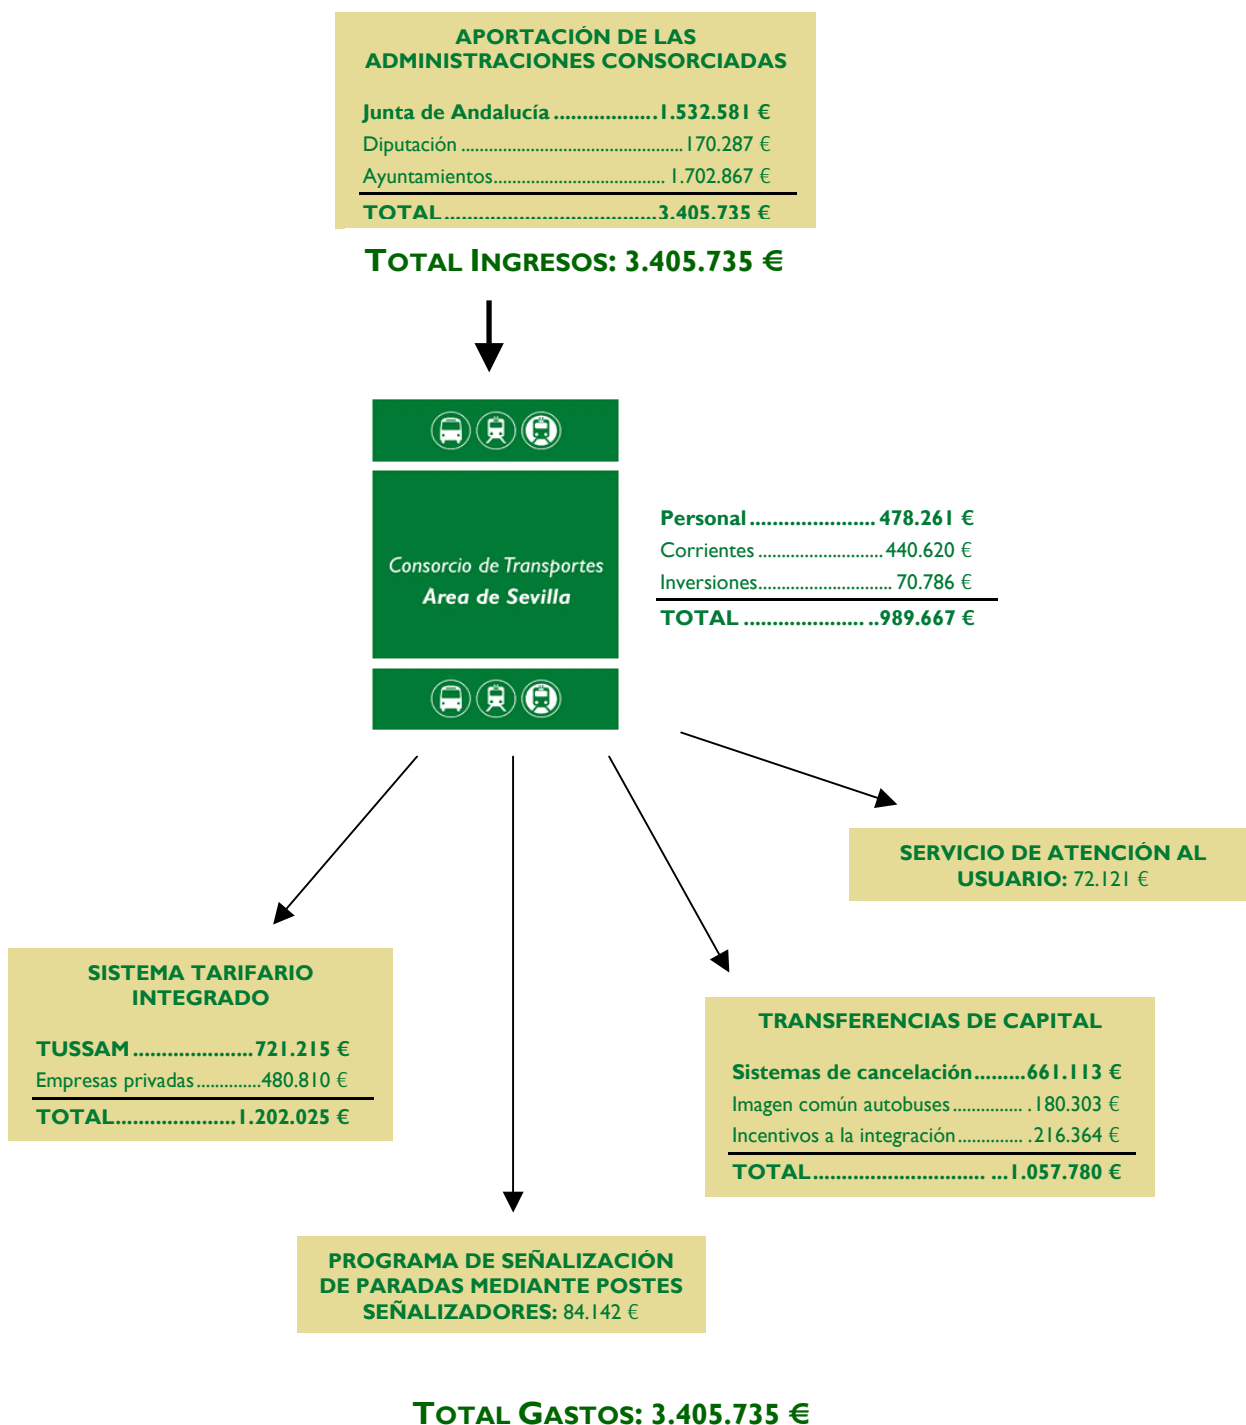 APORTACIÓN DE LAS
ADMINISTRACIONES CONSORCIADAS
Junta de Andalucía ..................1.532.581 €
Diputación ................................................170.287 €
Ayuntamientos..................................... 1.702.867 €
TOTAL....................................3.405.735 €
TOTAL INGRESOS: 3.405.735 €
Consorcio de Transportes
Area de Sevilla
Personal ...................... 478.261 €
Corrientes ........................... 440.620 €
Inversiones............................. 70.786 €
TOTAL ..................... ..989.667 €
SERVICIO DE ATENCIÓN AL
USUARIO: 72.121 €
SISTEMA TARIFARIO
INTEGRADO
TUSSAM .....................721.215 €
Empresas privadas .............480.810 €
TOTAL.....................1.202.025 €
TRANSFERENCIAS DE CAPITAL
Sistemas de cancelación.........661.113 €
Imagen común autobuses ............... .180.303 €
Incentivos a la integración .............. .216.364 €
TOTAL.............................. ...1.057.780 €
PROGRAMA DE SEÑALIZACIÓN
DE PARADAS MEDIANTE POSTES
SEÑALIZADORES: 84.142 €
TOTAL GASTOS: 3.405.735 €